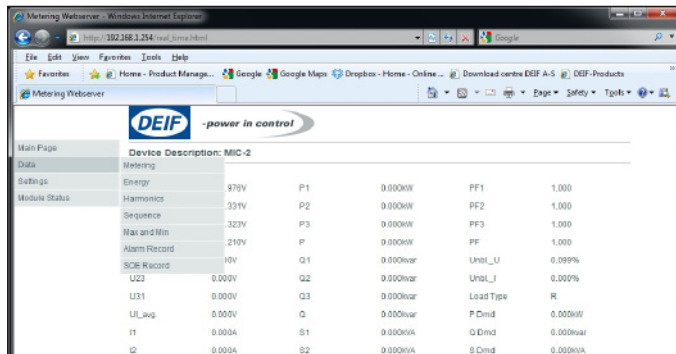 Metering Webserver - Windows Internet Explorer
http://192.168.1.254/real_time.html
Google
File Edit View Favorites Tools Help
Favorites Home - Product Manage... Google Google Maps Dropbox - Home - Online ... Download centre DEIF A-S DEIF-Products
Metering Webserver Page Safety Tools
DEIF -power in control
Main Page Device Description: MIC-2
Data Metering
Settings Energy .976V P1 0.000kW PF1 1.000
Module Status Harmonics .331V P2 0.000kW PF2 1.000
Sequence .323V P3 0.000kW PF3 1.000
Max and Min .210V P 0.000kW PF 1.000
Alarm Record Q1 0.000kvar Unbl_U 0.099%
SOE Record
U23 0.000V Q2 0.000kvar Unbl_I 0.000%
U31 0.000V Q3 0.000kvar Load Type R
Ul_avg. 0.000V Q 0.000kvar P Dmd 0.000kW
I1 0.000A S1 0.000kVA Q Dmd 0.000kvar
I2 0.000A S2 0.000kVA S Dmd 0.000kVA